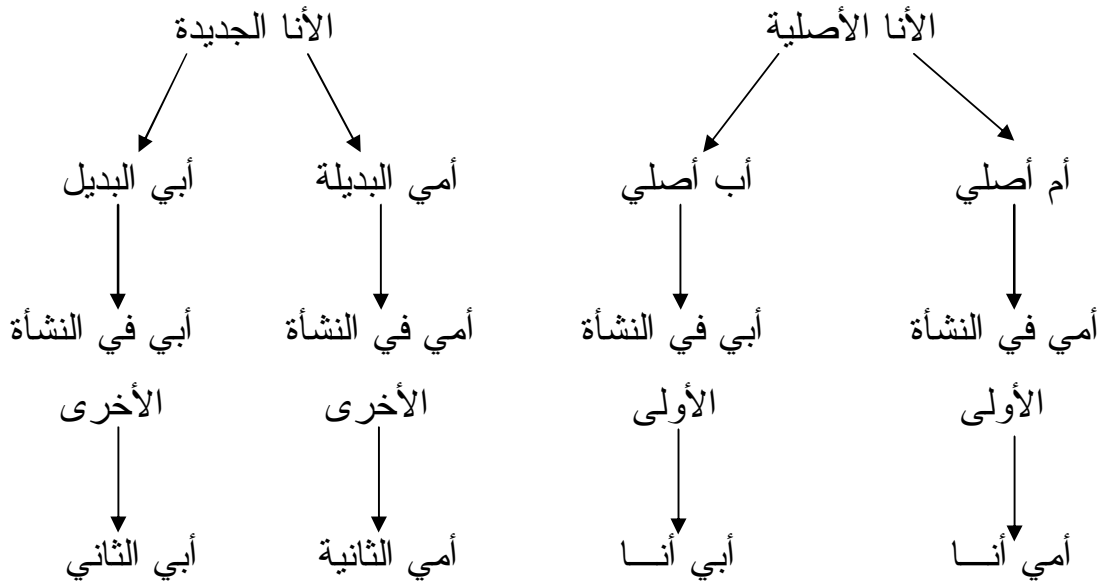 الأنا الأصلية الأنا الجديدة
أم أصلي أب أصلي أمي البديلة أبي البديل
أمي في النشأة أبي في النشأة أمي في النشأة أبي في النشأة
الأولى الأولى الأخرى الأخرى
أمي أنـــا أبي أنـــا أمي الثانية أبي الثاني